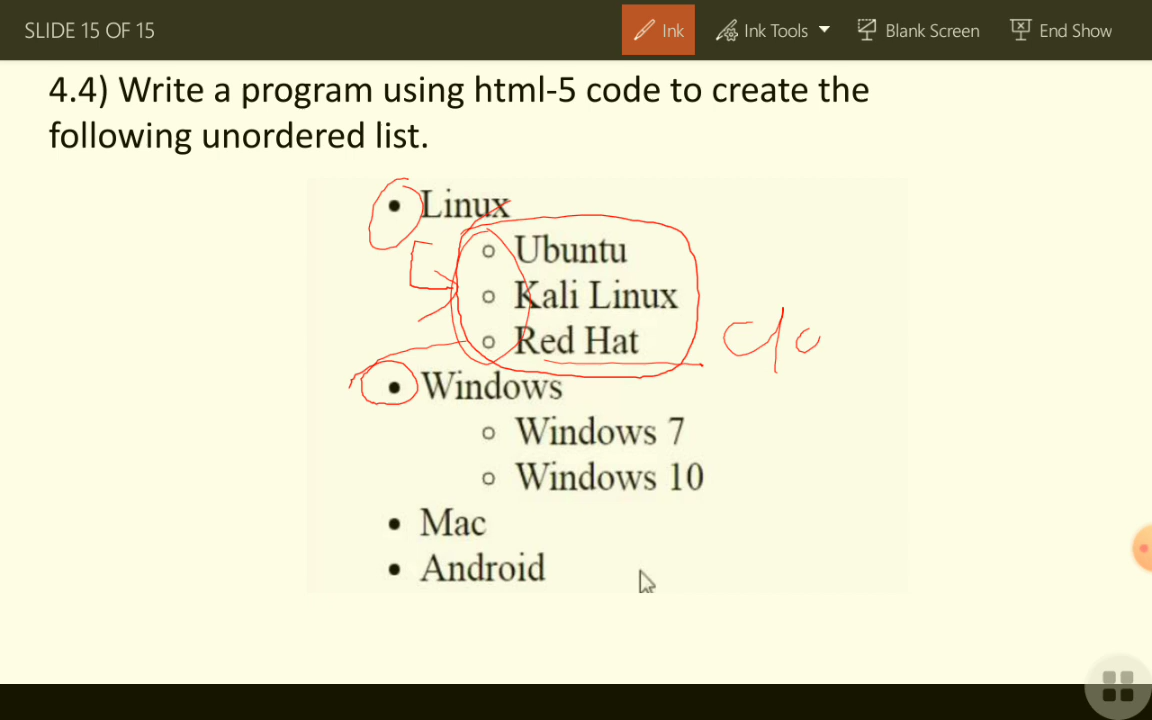 SLIDE 15 OF 15
Ink
Ink Tools
Blank Screen
End Show
4.4) Write a program using html-5 code to create the
following unordered list.
• Linux
○ Ubuntu
○ Kali Linux
○ Red Hat
• Windows
○ Windows 7
○ Windows 10
• Mac
• Android